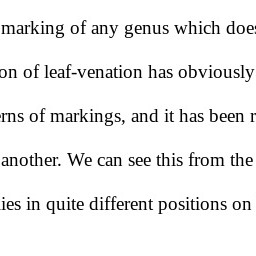 marking of any genus which does
on of leaf-venation has obviously
erns of markings, and it has been r
another. We can see this from the
ies in quite different positions on